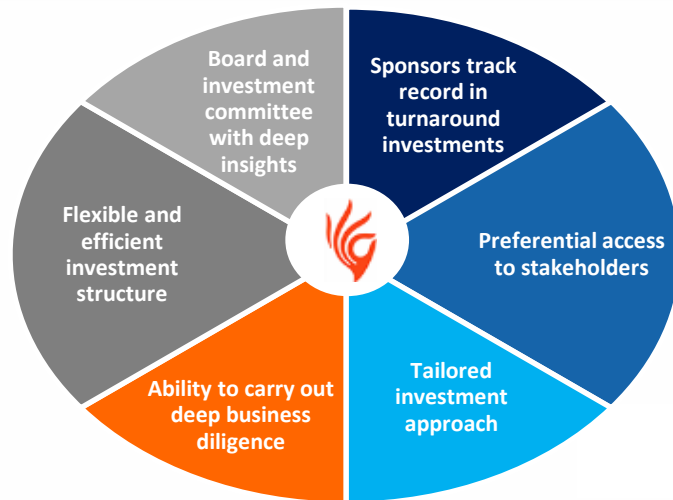 Board and
investment
committee
with deep
insights
Sponsors track
record in
turnaround
investments
Preferential access
to stakeholders
Tailored
investment
approach
Ability to carry out
deep business
diligence
Flexible and
efficient
investment
structure